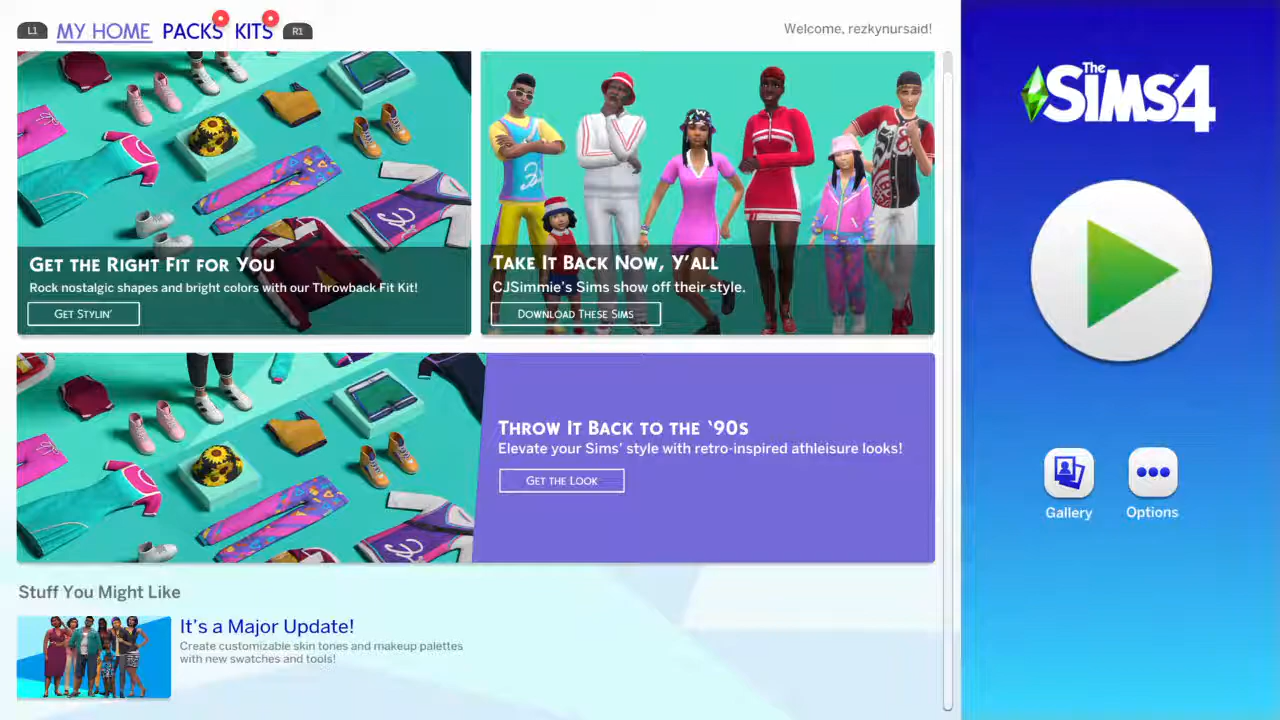 L1
MY HOME
PACKS
KITS
R1
Welcome, rezkynursaid!
GET THE RIGHT FIT FOR YOU
Rock nostalgic shapes and bright colors with our Throwback Fit Kit!
GET STYLIN'
TAKE IT BACK NOW, Y'ALL
CJSimmie's Sims show off their style.
DOWNLOAD THESE SIMS
THROW IT BACK TO THE '90S
Elevate your Sims' style with retro-inspired athleisure looks!
GET THE LOOK
Stuff You Might Like
It's a Major Update!
Create customizable skin tones and makeup palettes
with new swatches and tools!
The
SiMS4
Gallery
Options